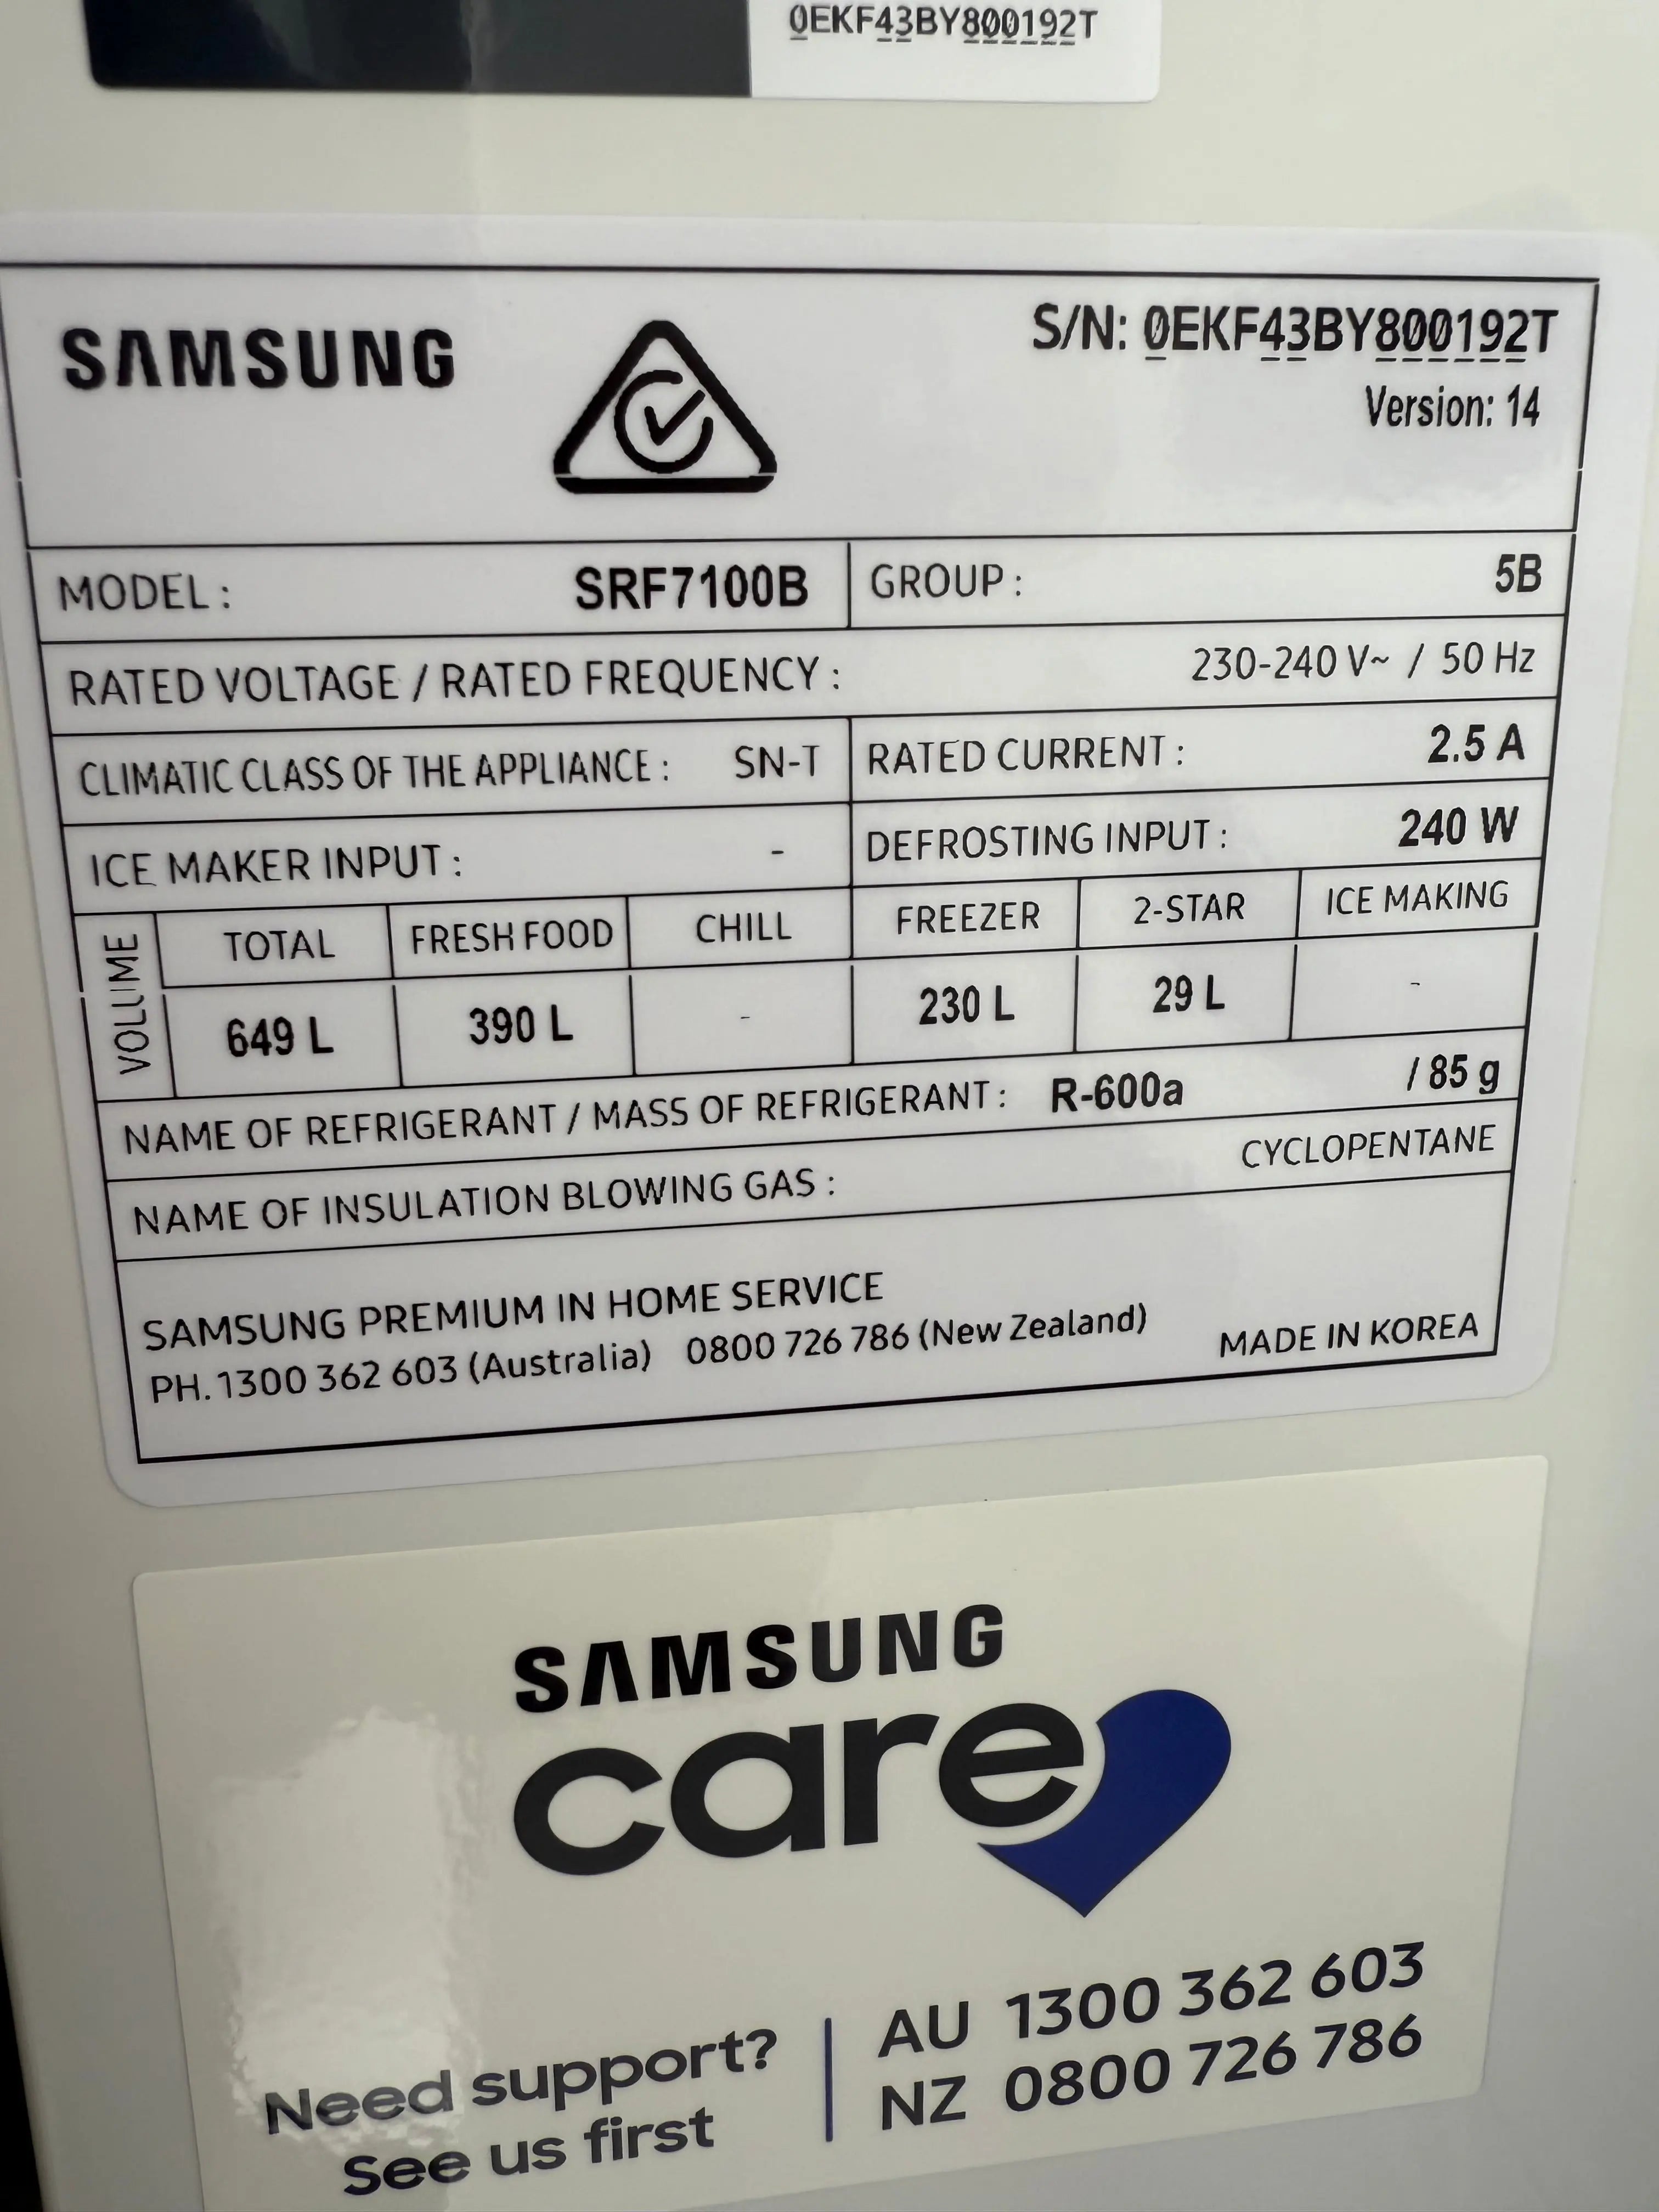 0EKF43BY800192T
SAMSUNG
S/N: 0EKF43BY800192T
Version: 14
MODEL : SRF7100B GROUP : 5B
RATED VOLTAGE / RATED FREQUENCY : 230-240 V~ / 50 Hz
CLIMATIC CLASS OF THE APPLIANCE : SN-T RATED CURRENT : 2.5 A
ICE MAKER INPUT : - DEFROSTING INPUT : 240 W
VOLUME TOTAL FRESH FOOD CHILL FREEZER 2-STAR ICE MAKING
649 L 390 L - 230 L 29 L -
NAME OF REFRIGERANT / MASS OF REFRIGERANT : R-600a / 85 g
NAME OF INSULATION BLOWING GAS : CYCLOPENTANE
SAMSUNG PREMIUM IN HOME SERVICE
PH. 1300 362 603 (Australia) 0800 726 786 (New Zealand) MADE IN KOREA
SAMSUNG
care
Need support?
See us first
AU 1300 362 603
NZ 0800 726 786